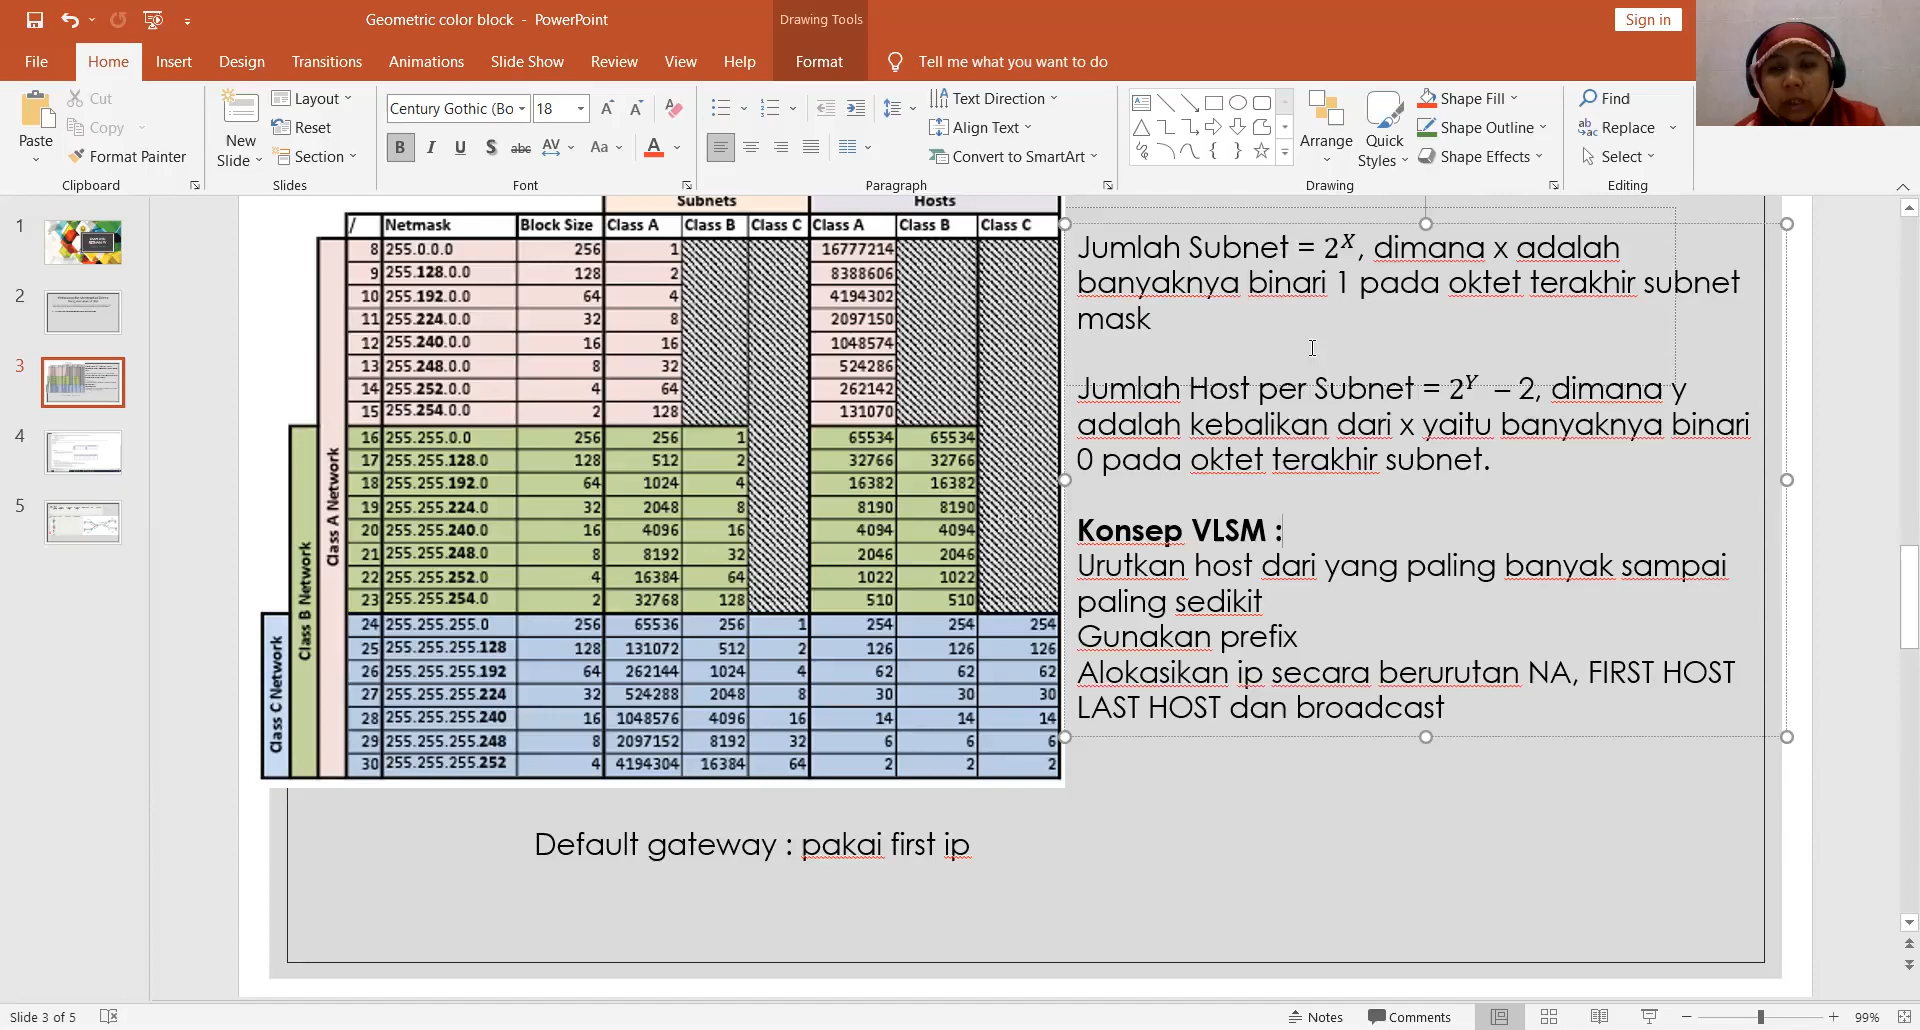 Geometric color block - PowerPoint
Drawing Tools
Sign in
File Home Insert Design Transitions Animations Slide Show Review View Help Format Tell me what you want to do
Paste
Cut
Copy
Format Painter
Clipboard
New Slide
Layout
Reset
Section
Slides
Century Gothic (Bo 18
B I U S abc AV Aa A
Font
Text Direction
Align Text
Convert to SmartArt
Paragraph
Arrange
Quick Styles
Shape Fill
Shape Outline
Shape Effects
Drawing
Find
Replace
Select
Editing
1
2
3
4
5
Subnets Hosts
/ Netmask Block Size Class A Class B Class C Class A Class B Class C
8 255.0.0.0 256 1 16777214
9 255.128.0.0 128 2 8388606
10 255.192.0.0 64 4 4194302
11 255.224.0.0 32 8 2097150
12 255.240.0.0 16 16 1048574
13 255.248.0.0 8 32 524286
14 255.252.0.0 4 64 262142
15 255.254.0.0 2 128 131070
16 255.255.0.0 256 256 1 65534 65534
17 255.255.128.0 128 512 2 32766 32766
18 255.255.192.0 64 1024 4 16382 16382
19 255.255.224.0 32 2048 8 8190 8190
20 255.255.240.0 16 4096 16 4094 4094
21 255.255.248.0 8 8192 32 2046 2046
22 255.255.252.0 4 16384 64 1022 1022
23 255.255.254.0 2 32768 128 510 510
24 255.255.255.0 256 65536 256 1 254 254 254
25 255.255.255.128 128 131072 512 2 126 126 126
26 255.255.255.192 64 262144 1024 4 62 62 62
27 255.255.255.224 32 524288 2048 8 30 30 30
28 255.255.255.240 16 1048576 4096 16 14 14 14
29 255.255.255.248 8 2097152 8192 32 6 6 6
30 255.255.255.252 4 4194304 16384 64 2 2 2
Class A Network
Class B Network
Class C Network
Jumlah Subnet = 2^X, dimana x adalah
banyaknya binari 1 pada oktet terakhir subnet
mask
Jumlah Host per Subnet = 2^Y – 2, dimana y
adalah kebalikan dari x yaitu banyaknya binari
0 pada oktet terakhir subnet.
Konsep VLSM :
Urutkan host dari yang paling banyak sampai
paling sedikit
Gunakan prefix
Alokasikan ip secara berurutan NA, FIRST HOST
LAST HOST dan broadcast
Default gateway : pakai first ip
Slide 3 of 5
Notes
Comments
99%